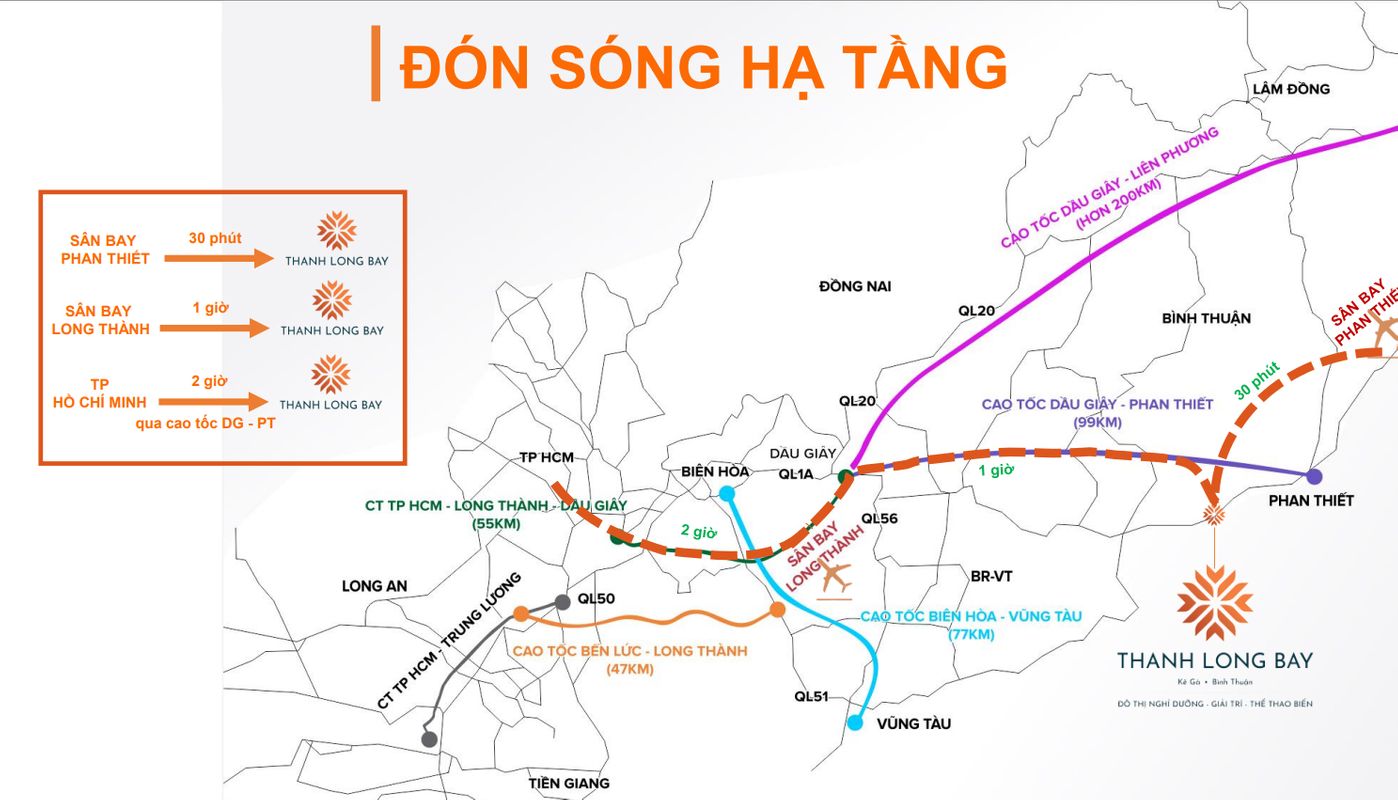 ĐÓN SÓNG HẠ TẦNG
LÂM ĐỒNG
CAO TỐC DẦU GIÂY - LIÊN PHƯƠNG
(HƠN 200KM)
SÂN BAY
PHAN THIẾT
30 phút
THANH LONG BAY
SÂN BAY
LONG THÀNH
1 giờ
THANH LONG BAY
TP
HỒ CHÍ MINH
2 giờ
THANH LONG BAY
qua cao tốc DG - PT
ĐỒNG NAI
QL20
BÌNH THUẬN
SÂN BAY
PHAN THIẾT
30 phút
QL20
CAO TỐC DẦU GIÂY - PHAN THIẾT
(99KM)
DẦU GIÂY
QL1A
1 giờ
TP HCM
BIÊN HÒA
PHAN THIẾT
CT TP HCM - LONG THÀNH - DẦU GIÂY
(55KM)
2 giờ
QL56
SÂN BAY
LONG THÀNH
LONG AN
QL50
BR-VT
CT TP HCM - TRUNG LƯƠNG
CAO TỐC BIÊN HÒA - VŨNG TÀU
(77KM)
CAO TỐC BẾN LỨC - LONG THÀNH
(47KM)
THANH LONG BAY
Kê Gà • Bình Thuận
ĐÔ THỊ NGHỈ DƯỠNG - GIẢI TRÍ - THỂ THAO BIỂN
QL51
VŨNG TÀU
TIỀN GIANG